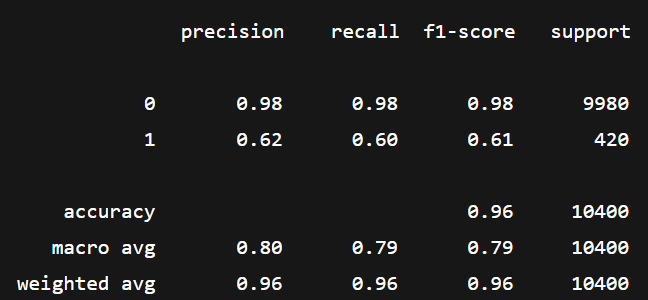 precision recall f1-score support
0 0.98 0.98 0.98 9980
1 0.62 0.60 0.61 420
accuracy 0.96 10400
macro avg 0.80 0.79 0.79 10400
weighted avg 0.96 0.96 0.96 10400